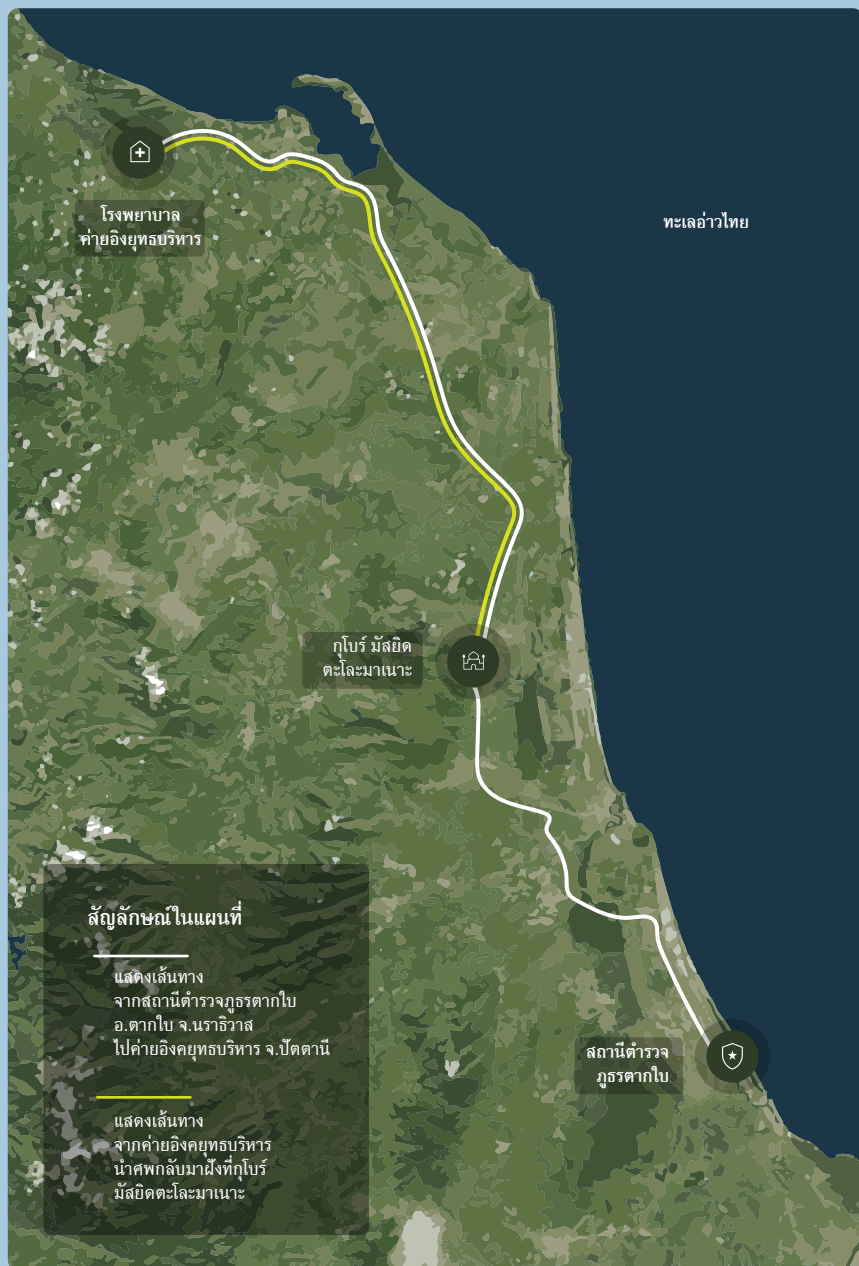 โรงพยาบาล
ค่ายอิงยุทธบริหาร
ทะเลอ่าวไทย
กุโบร์ มัสยิด
ตะโละมาเนาะ
สัญลักษณ์ในแผนที่
แสดงเส้นทาง
จากสถานีตำรวจภูธรตากใบ
อ.ตากใบ จ.นราธิวาส
ไปค่ายอิงคยุทธบริหาร จ.ปัตตานี
สถานีตำรวจ
ภูธรตากใบ
แสดงเส้นทาง
จากค่ายอิงคยุทธบริหาร
นำศพกลับมาฝังที่กุโบร์
มัสยิดตะโละมาเนาะ